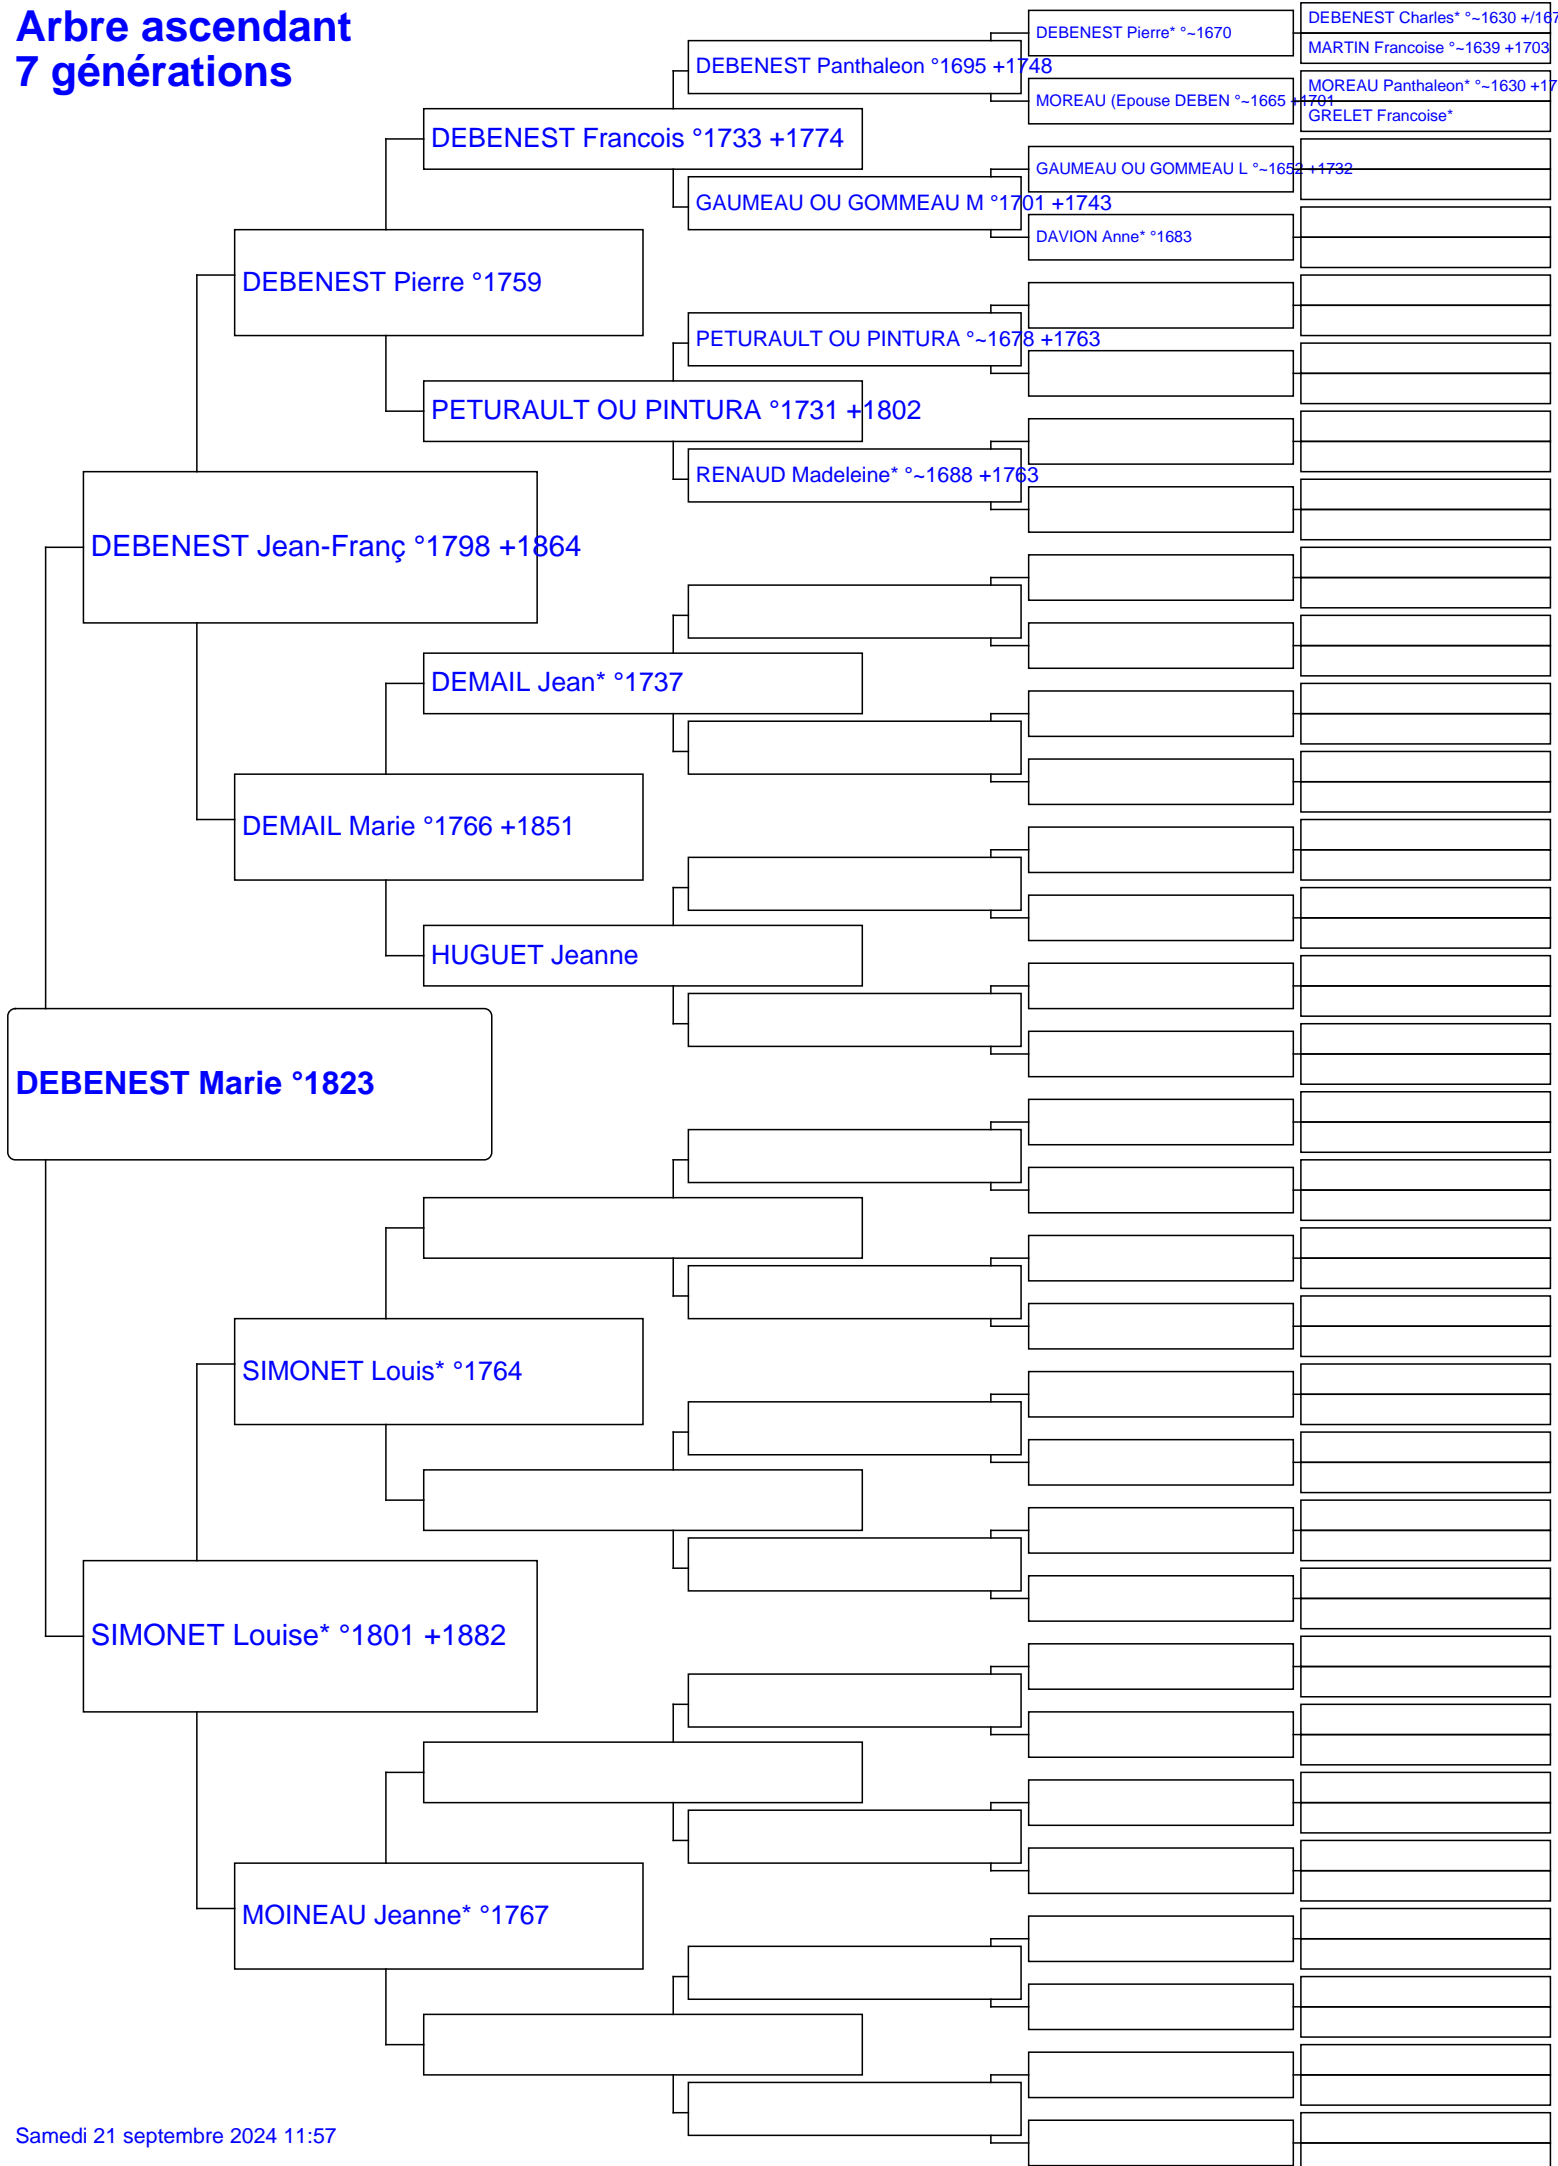 Arbre ascendant
7 générations
DEBENEST Charles* °~1630 +/167
DEBENEST Pierre* °~1670
MARTIN Francoise °~1639 +1703
DEBENEST Panthaleon °1695 +1748
MOREAU Panthaleon* °~1630 +17
MOREAU (Epouse DEBEN °~1665 +1701
GRELET Francoise*
DEBENEST Francois °1733 +1774
GAUMEAU OU GOMMEAU L °~1652 +1732
GAUMEAU OU GOMMEAU M °1701 +1743
DAVION Anne* °1683
DEBENEST Pierre °1759
PETURAULT OU PINTURA °~1678 +1763
PETURAULT OU PINTURA °1731 +1802
RENAUD Madeleine* °~1688 +1763
DEBENEST Jean-Franç °1798 +1864
DEMAIL Jean* °1737
DEMAIL Marie °1766 +1851
HUGUET Jeanne
DEBENEST Marie °1823
SIMONET Louis* °1764
SIMONET Louise* °1801 +1882
MOINEAU Jeanne* °1767
Samedi 21 septembre 2024 11:57